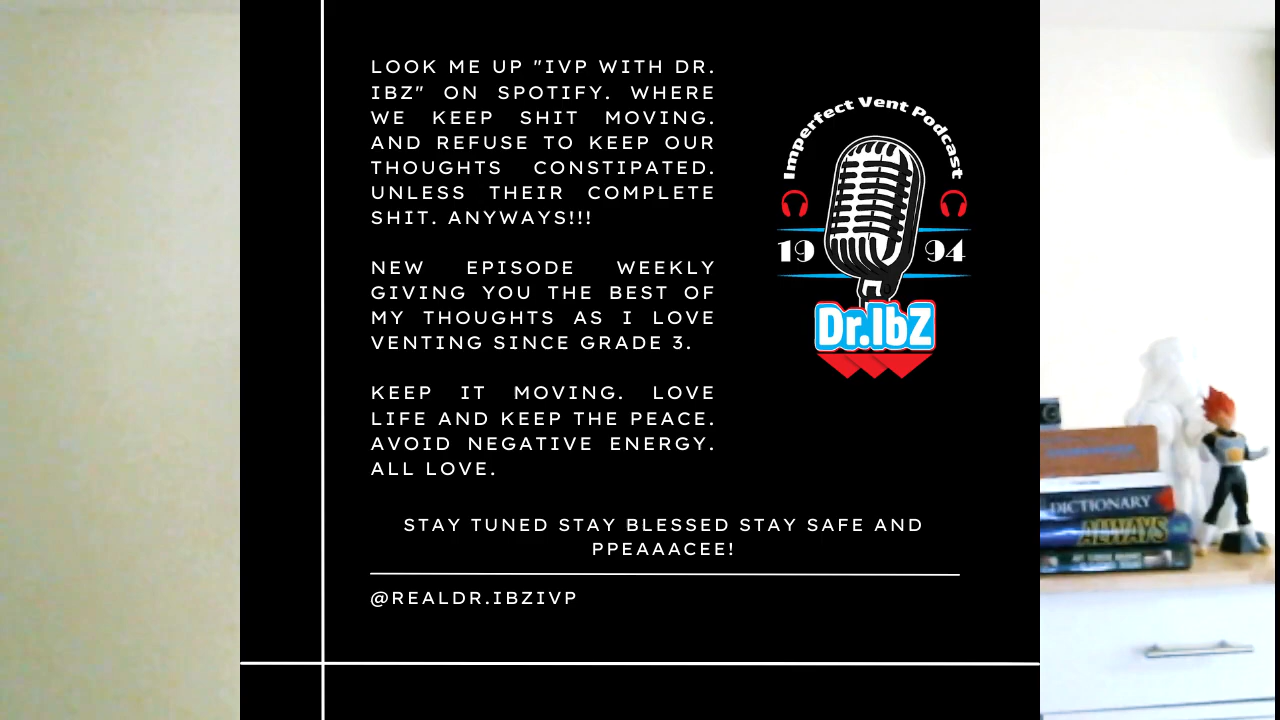 LOOK ME UP "IVP WITH DR.
IBZ" ON SPOTIFY. WHERE
WE KEEP SHIT MOVING.
AND REFUSE TO KEEP OUR
THOUGHTS CONSTIPATED.
UNLESS THEIR COMPLETE
SHIT. ANYWAYS!!!
NEW EPISODE WEEKLY
GIVING YOU THE BEST OF
MY THOUGHTS AS I LOVE
VENTING SINCE GRADE 3.
KEEP IT MOVING. LOVE
LIFE AND KEEP THE PEACE.
AVOID NEGATIVE ENERGY.
ALL LOVE.
STAY TUNED STAY BLESSED STAY SAFE AND
PPEAAACEE!
@REALDR.IBZIVP
Imperfect Vent Podcast
19 94
Dr.IbZ
DICTIONARY
ALWAYS